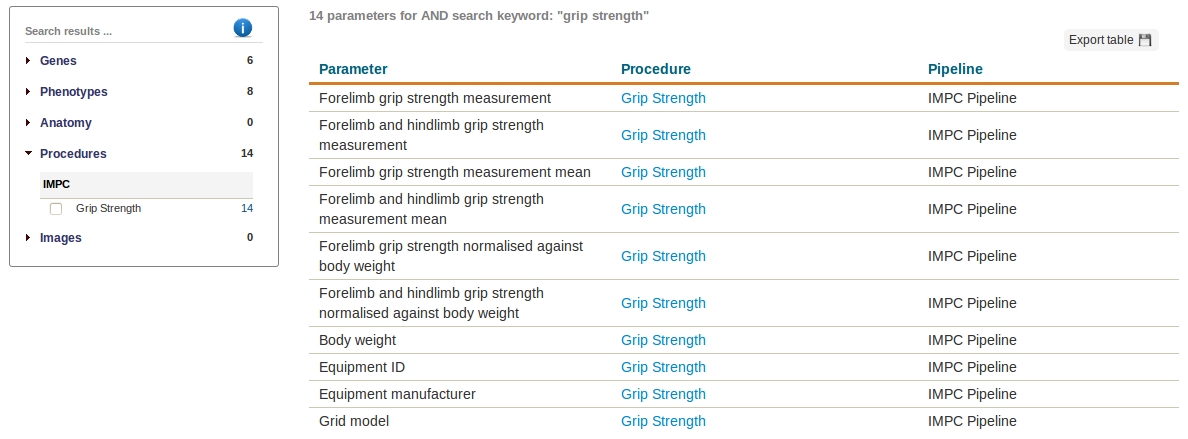 Search results ...
Genes 6
Phenotypes 8
Anatomy 0
Procedures 14
IMPC
Grip Strength 14
Images 0
14 parameters for AND search keyword: "grip strength"
Export table
Parameter Procedure Pipeline
Forelimb grip strength measurement Grip Strength IMPC Pipeline
Forelimb and hindlimb grip strength
measurement Grip Strength IMPC Pipeline
Forelimb grip strength measurement mean Grip Strength IMPC Pipeline
Forelimb and hindlimb grip strength
measurement mean Grip Strength IMPC Pipeline
Forelimb grip strength normalised against
body weight Grip Strength IMPC Pipeline
Forelimb and hindlimb grip strength
normalised against body weight Grip Strength IMPC Pipeline
Body weight Grip Strength IMPC Pipeline
Equipment ID Grip Strength IMPC Pipeline
Equipment manufacturer Grip Strength IMPC Pipeline
Grid model Grip Strength IMPC Pipeline